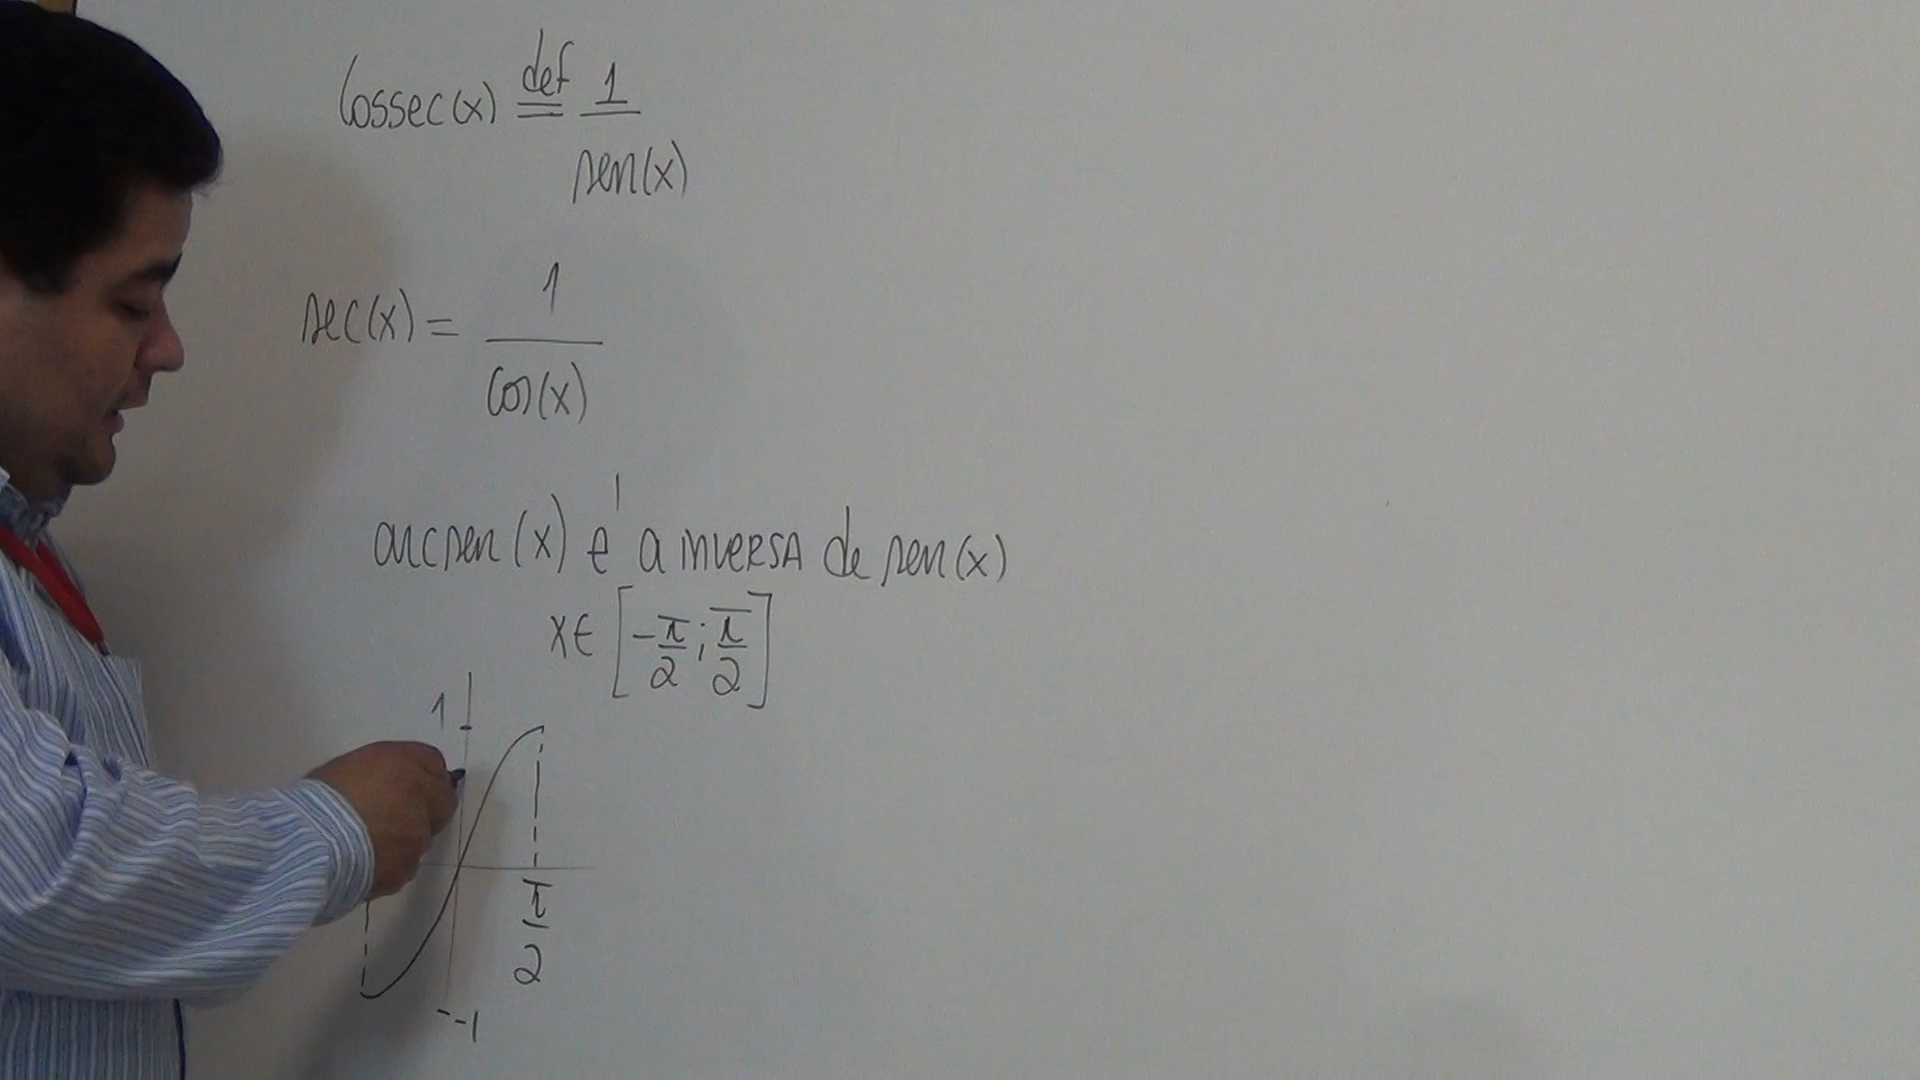 Cossec(x) def= 1
sen(x)
sec(x) = 1
cos(x)
arcsen(x) é a inversa de sen(x)
x∈ [-π/2 ; π/2]
1
π
2
-1